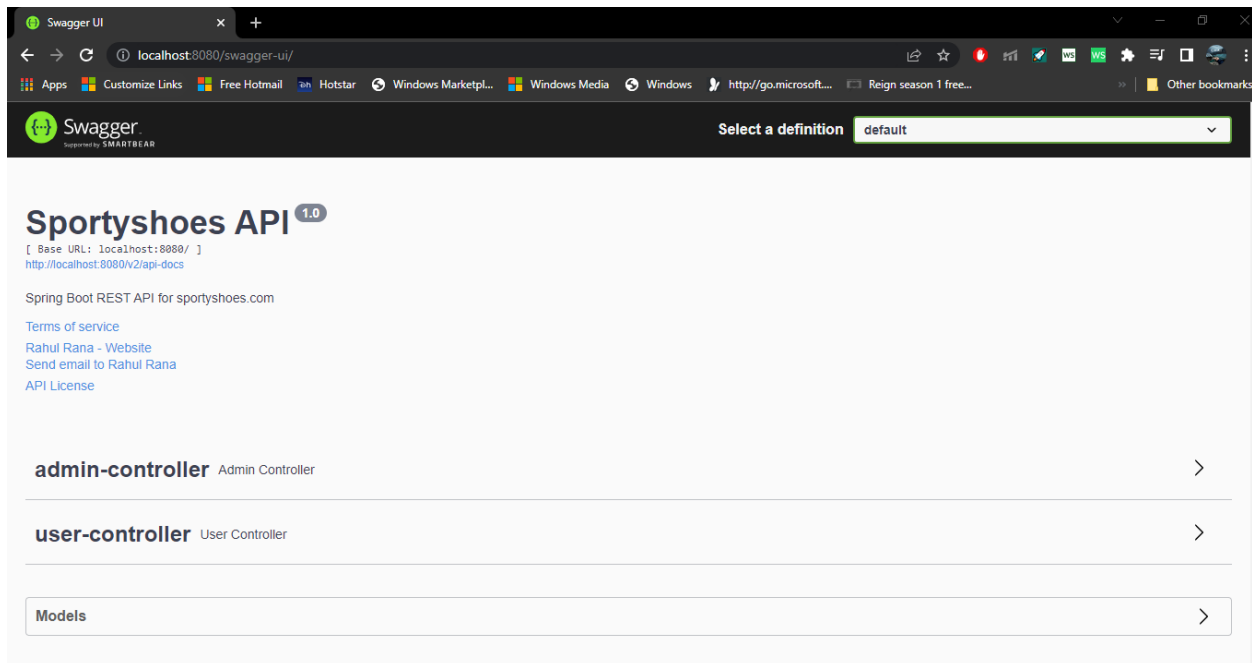 Swagger UI
localhost:8080/swagger-ui/
Apps Customize Links Free Hotmail Hotstar Windows Marketpl... Windows Media Windows http://go.microsoft.... Reign season 1 free... » Other bookmarks
Swagger. Select a definition default
Supported by SMARTBEAR
Sportyshoes API 1.0
[ Base URL: localhost:8080/ ]
http://localhost:8080/v2/api-docs
Spring Boot REST API for sportyshoes.com
Terms of service
Rahul Rana - Website
Send email to Rahul Rana
API License
admin-controller Admin Controller
user-controller User Controller
Models